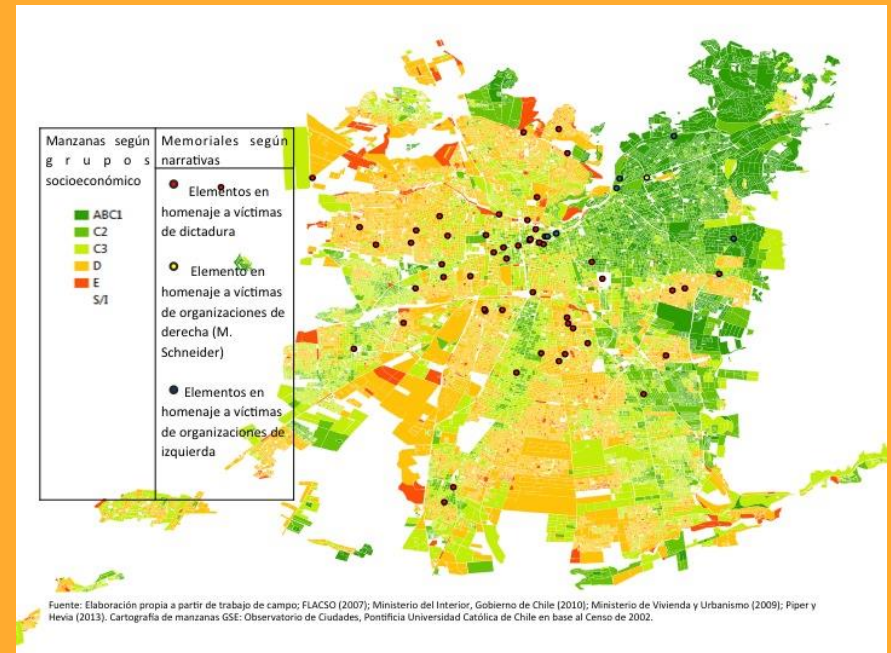 Manzanas según
g r u p o s
socioeconómico
ABC1
C2
C3
D
E
S/I
Memoriales según
narrativas
Elementos en
homenaje a víctimas
de dictadura
Elemento en
homenaje a víctimas
de organizaciones de
derecha (M.
Schneider)
Elementos en
homenaje a víctimas
de organizaciones de
izquierda
Fuente: Elaboración propia a partir de trabajo de campo; FLACSO (2007); Ministerio del Interior, Gobierno de Chile (2010); Ministerio de Vivienda y Urbanismo (2009); Piper y
Hevia (2013). Cartografía de manzanas GSE: Observatorio de Ciudades, Pontificia Universidad Católica de Chile en base al Censo de 2002.